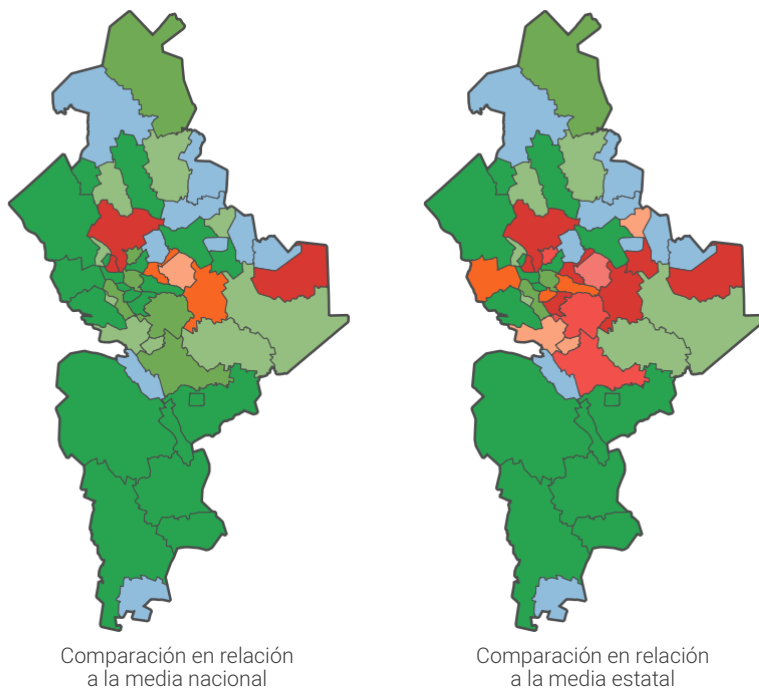 Comparación en relación
a la media nacional
Comparación en relación
a la media estatal